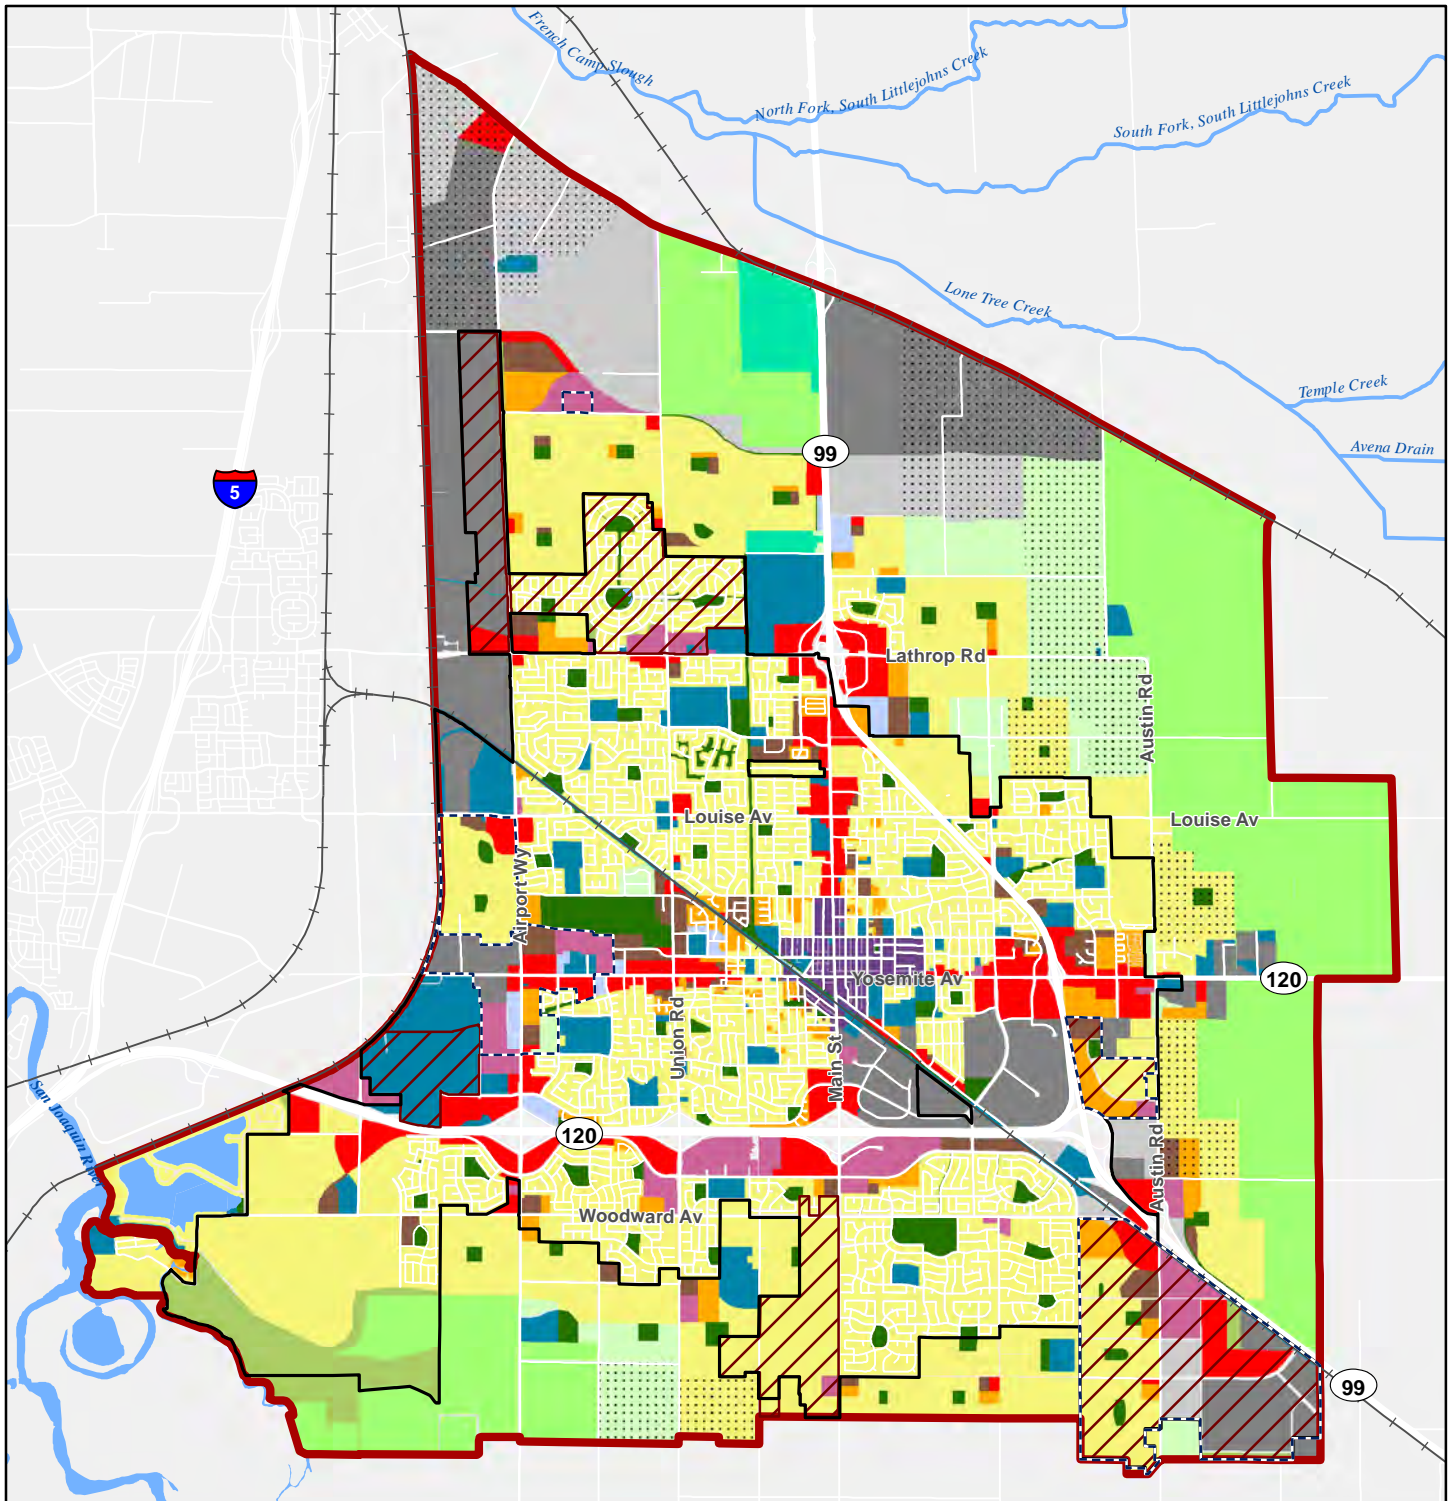 French Camp Slough
North Fork, South Littlejohns Creek
South Fork, South Littlejohns Creek
Lone Tree Creek
Temple Creek
Avena Drain
99
5
Lathrop Rd
Austin Rd
Louise Av
Louise Av
Airport Wy
Yosemite Av
120
Union Rd
Main St
San Joaquin River
120
Austin Rd
Woodward Av
99